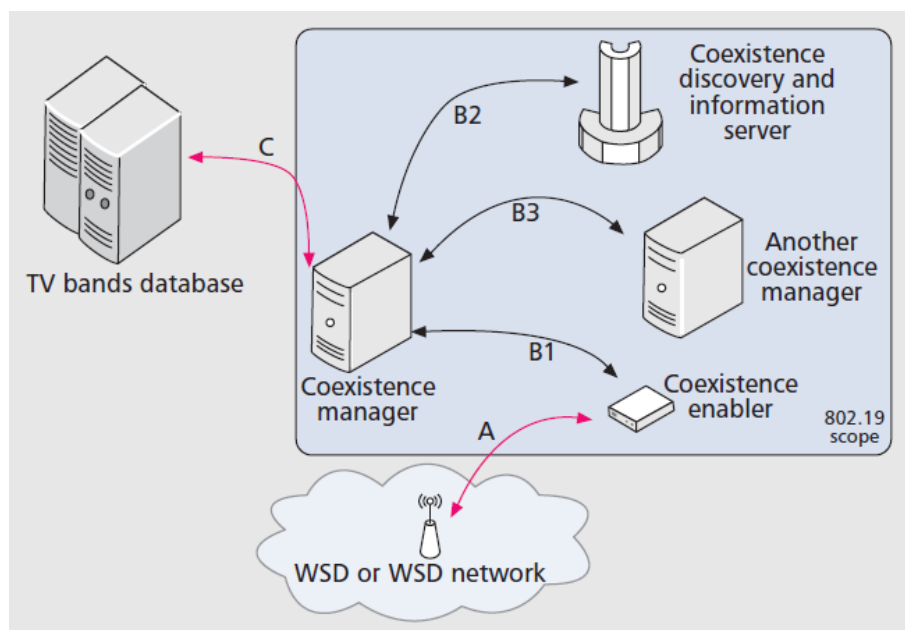 Coexistence
discovery and
information
server
B2
C
B3
TV bands database
Another
coexistence
manager
B1
Coexistence
manager
Coexistence
enabler
802.19
scope
A
WSD or WSD network